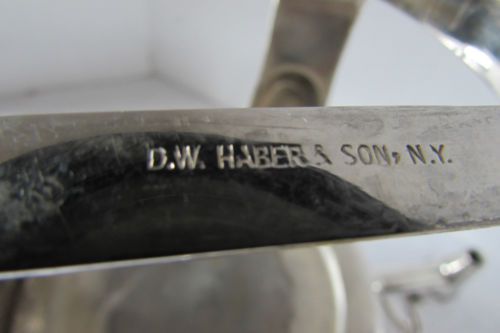 D.W. HABER & SON, N.Y.